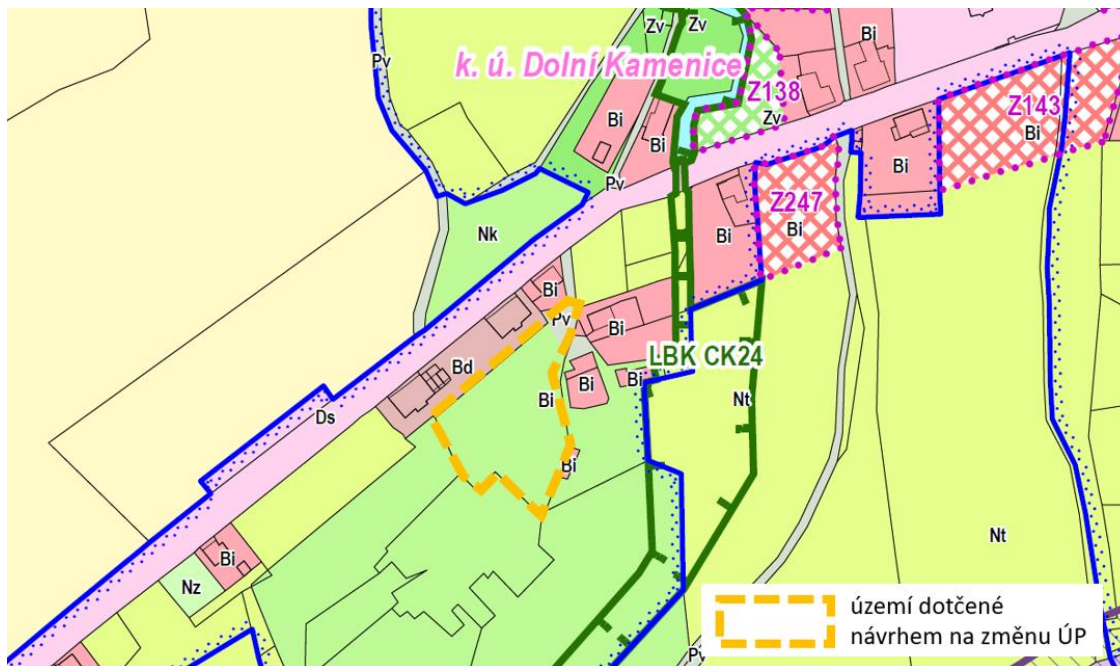 Zv
Zv
Bi
Pv
k. ú. Dolní Kamenice
Z138
Z143
Zv
Bi
Bi
Bi
Bi
Pv
Z247
Nk
Bi
Bi
Bi
Pv
Bi
LBK CK24
Bd
Bi
Bi
Bi
Nt
Ds
Bi
Bi
Nt
Nz
území dotčené
návrhem na změnu ÚP
Pv